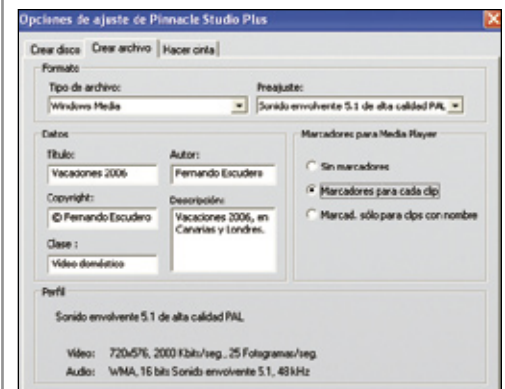 Opciones de ajuste de Pinnacle Studio Plus
Crear disco Crear archivo Hacer cinta
Formato
Tipo de archivo: Preajuste:
Windows Media Sonido envolvente 5.1 de alta calidad PAL
Datos
Título: Autor:
Vacaciones 2006 Fernando Escudero
Copyright: Descripción:
© Fernando Escudero Vacaciones 2006, en
Canarias y Londres.
Clase :
Vídeo doméstico
Marcadores para Media Player
Sin marcadores
Marcadores para cada clip
Marcad. sólo para clips con nombre
Perfil
Sonido envolvente 5.1 de alta calidad PAL
Vídeo: 720x576, 2000 Kbits/seg., 25 Fotogramas/seg.
Audio: WMA, 16 bits Sonido envolvente 5.1, 48 kHz